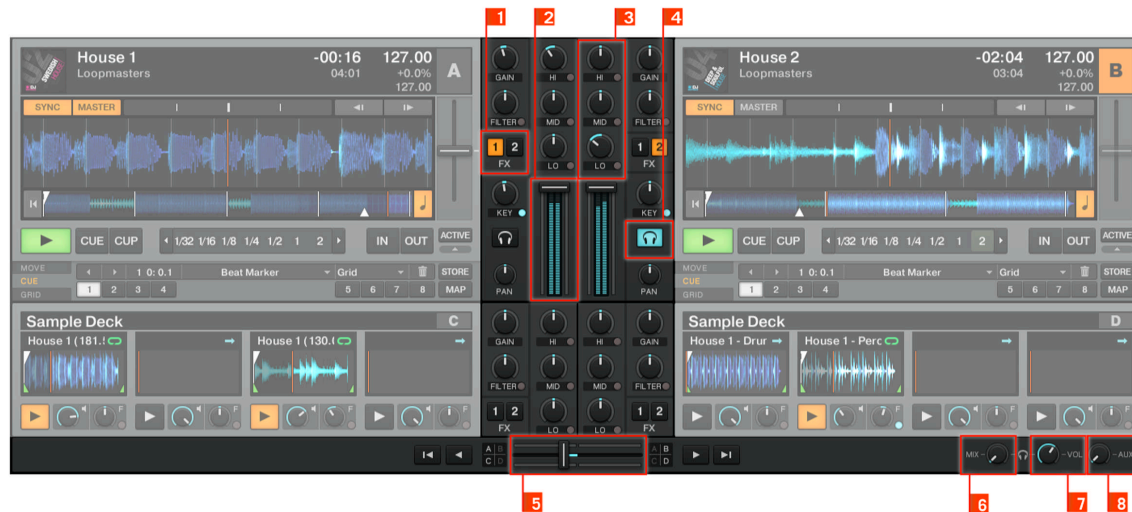 1 2 3 4
House 1 -00:16 127.00
Loopmasters 04:01 +0.0%
127.00
A
SYNC MASTER
GAIN HI HI GAIN
FILTER MID MID FILTER
1 2 LO LO 1 2
FX FX
KEY KEY
PAN PAN
House 2 -02:04 127.00
Loopmasters 03:04 +0.0%
127.00
B
SYNC MASTER
CUE CUP 1/32 1/16 1/8 1/4 1/2 1 2 IN OUT ACTIVE
MOVE
CUE
GRID
1 0:0.1 Beat Marker Grid STORE
1 2 3 4 5 6 7 8 MAP
CUE CUP 1/32 1/16 1/8 1/4 1/2 1 2 IN OUT ACTIVE
MOVE
CUE
GRID
1 0:0.1 Beat Marker Grid STORE
1 2 3 4 5 6 7 8 MAP
Sample Deck C
House 1 (181.! House 1 (130.(
F F
GAIN HI HI GAIN
FILTER MID MID FILTER
1 2 LO LO 1 2
FX FX
Sample Deck D
House 1 - Drur House 1 - Perc
F F F
A B
C D
A B
C D
MIX VOL AUX
5 6 7 8